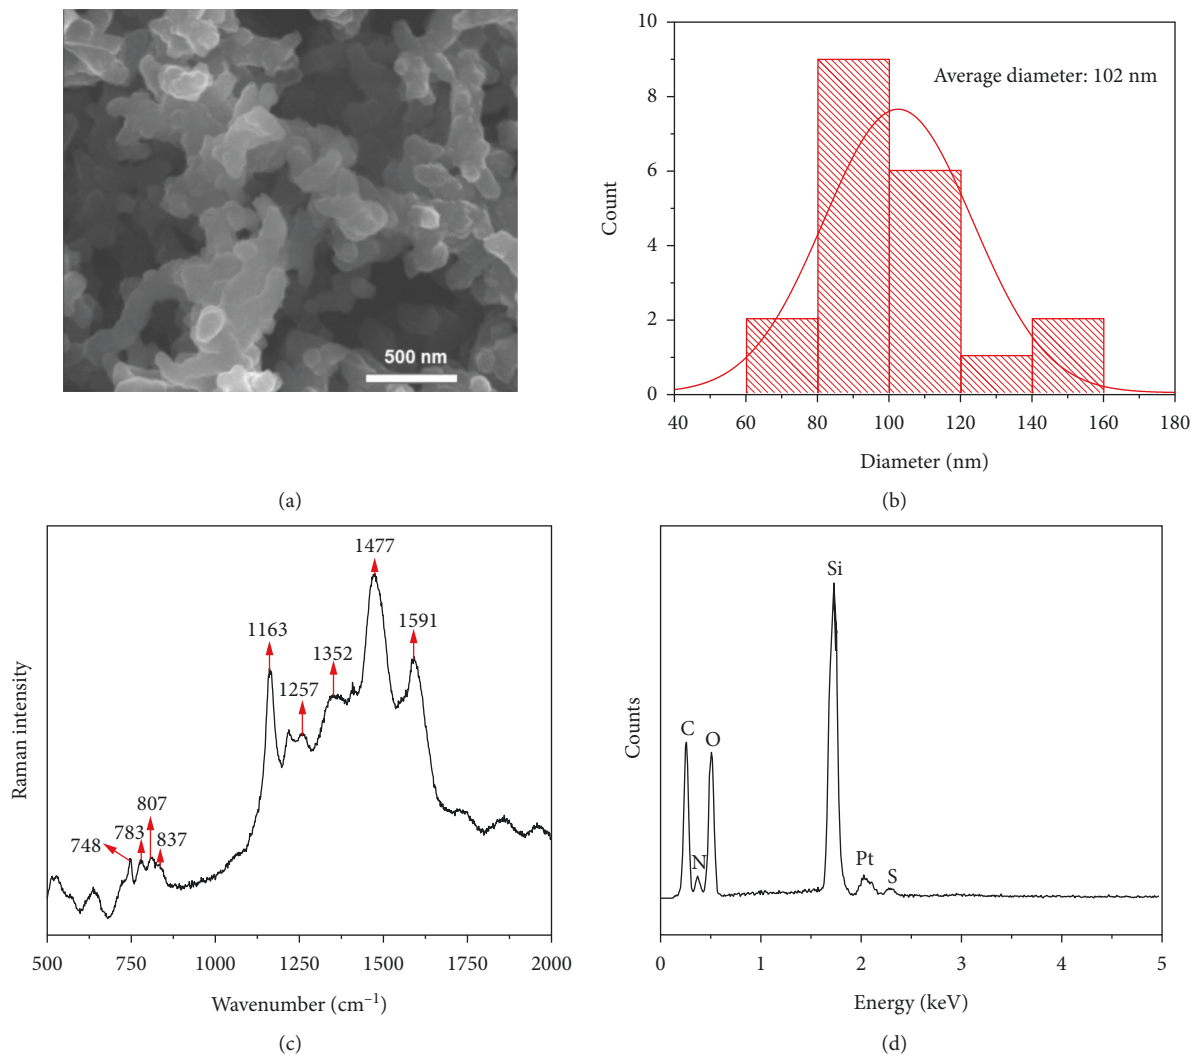 500 nm
(a)
10
8
6
4
2
0
Count
Average diameter: 102 nm
40 60 80 100 120 140 160 180
Diameter (nm)
(b)
Raman intensity
1477
1163
1591
1352
1257
807
783
837
748
500 750 1000 1250 1500 1750 2000
Wavenumber (cm⁻¹)
(c)
Counts
Si
C
O
N
Pt
S
0 1 2 3 4 5
Energy (keV)
(d)